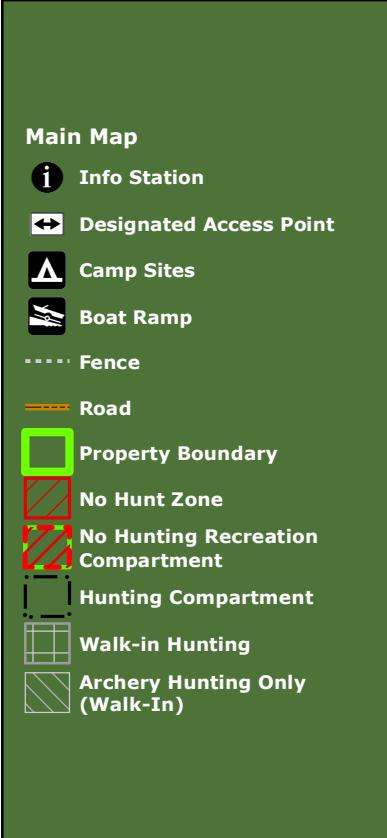 Main Map
i Info Station
Designated Access Point
Camp Sites
Boat Ramp
Fence
Road
Property Boundary
No Hunt Zone
No Hunting Recreation
Compartment
Hunting Compartment
Walk-in Hunting
Archery Hunting Only
(Walk-In)